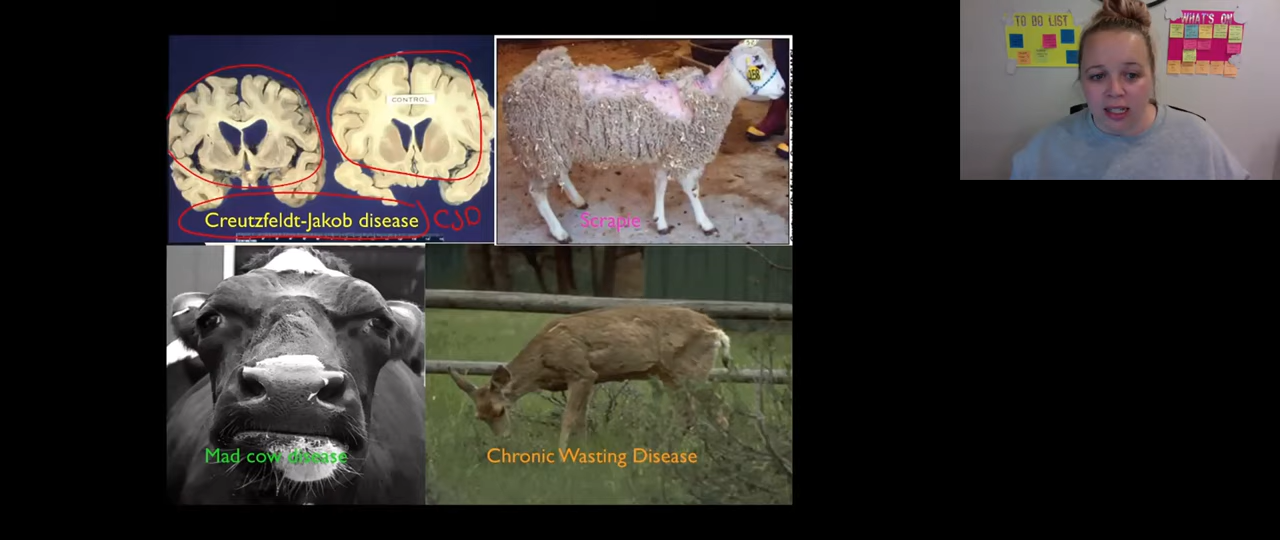 TO DO LIST
WHAT'S ON
CONTROL
Creutzfeldt-Jakob disease
CJD
Scrapie
Mad cow disease
Chronic Wasting Disease